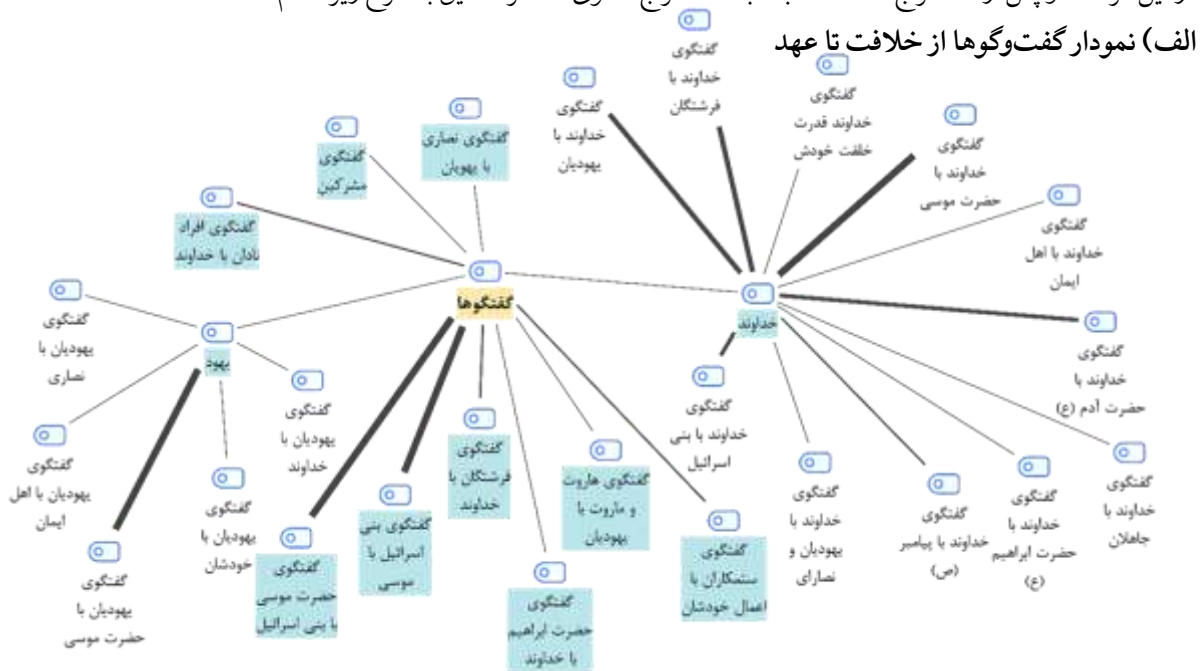 الف) نمودار گفت‌وگوها از خلافت تا عهد
گفتگوی
خداوند با
فرشتگان
گفتگوی
خداوند با
یهودیان
گفتگوی
خداوند قدرت
خلقت خودش
گفتگوی
خداوند با
حضرت موسی
گفتگوی
خداوند با اهل
ایمان
گفتگوی
خداوند با
حضرت آدم (ع)
گفتگوی
خداوند با
جاهلان
گفتگوی
خداوند با
حضرت ابراهیم
(ع)
گفتگوی
خداوند با پیامبر
(ص)
گفتگوی
خداوند با
یهودیان و
نصارای
گفتگوی
خداوند با بنی
اسرائیل
خداوند
گفتگوی نصاری
با یهویان
گفتگوی
مشرکین
گفتگوی افراد
نادان با خداوند
گفتگوها
گفتگوی
ستمکاران با
اعمال خودشان
گفتگوی هاروت
و ماروت با
یهودیان
گفتگوی
حضرت ابراهیم
با خداوند
گفتگوی
فرشتگان با
خداوند
گفتگوی بنی
اسرائیل با
موسی
گفتگوی
حضرت موسی
با بنی اسرائیل
یهود
گفتگوی
یهودیان با
نصاری
گفتگوی
یهودیان با
خداوند
گفتگوی
یهودیان با اهل
ایمان
گفتگوی
یهودیان با
خودشان
گفتگوی
یهودیان با
حضرت موسی